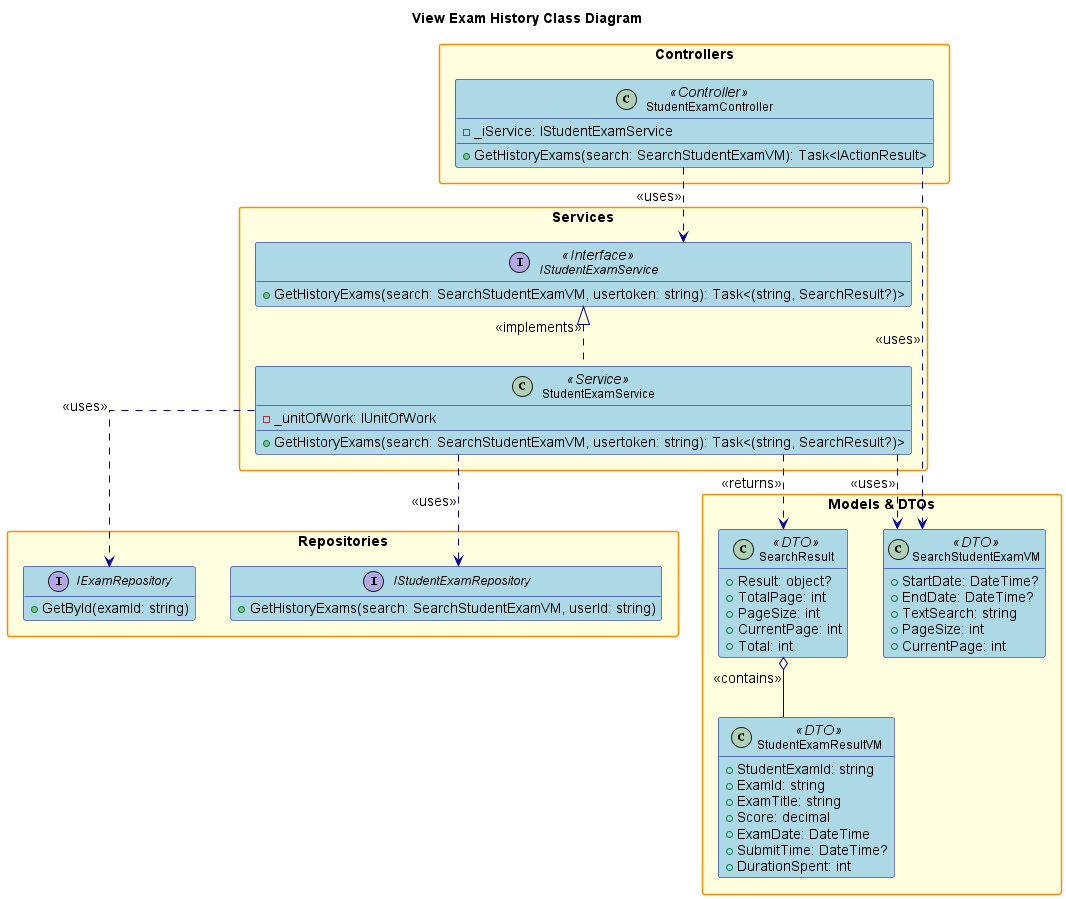 View Exam History Class Diagram
Controllers
C
«Controller»
StudentExamController
_iService: IStudentExamService
GetHistoryExams(search: SearchStudentExamVM): Task<IActionResult>
«uses»
Services
I
«Interface»
IStudentExamService
GetHistoryExams(search: SearchStudentExamVM, usertoken: string): Task<(string, SearchResult?)>
«implements»
«uses»
C
«Service»
StudentExamService
_unitOfWork: IUnitOfWork
GetHistoryExams(search: SearchStudentExamVM, usertoken: string): Task<(string, SearchResult?)>
«uses»
«uses»
«returns»
«uses»
Repositories
I
IExamRepository
GetById(examId: string)
I
IStudentExamRepository
GetHistoryExams(search: SearchStudentExamVM, userId: string)
Models & DTOs
C
«DTO»
SearchResult
Result: object?
TotalPage: int
PageSize: int
CurrentPage: int
Total: int
C
«DTO»
SearchStudentExamVM
StartDate: DateTime?
EndDate: DateTime?
TextSearch: string
PageSize: int
CurrentPage: int
«contains»
C
«DTO»
StudentExamResultVM
StudentExamId: string
ExamId: string
ExamTitle: string
Score: decimal
ExamDate: DateTime
SubmitTime: DateTime?
DurationSpent: int